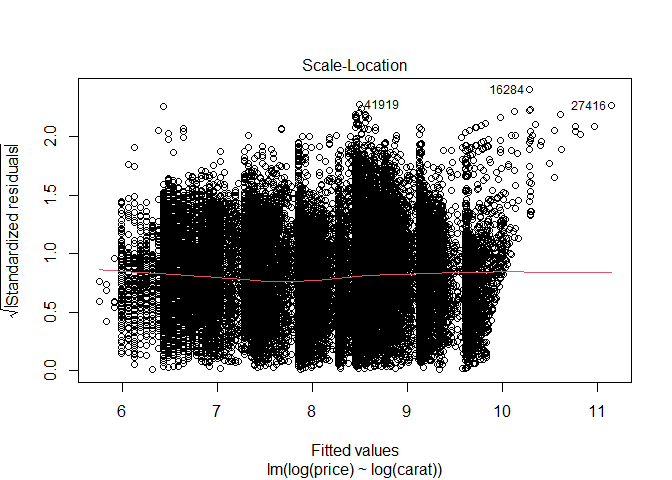 Scale-Location
√|Standardized residuals|
0.0 0.5 1.0 1.5 2.0
41919
16284
27416
6 7 8 9 10 11
Fitted values
lm(log(price) ~ log(carat))